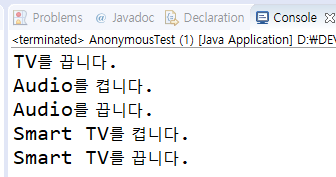 Problems @ Javadoc Declaration Console
<terminated> AnonymousTest (1) [Java Application] D:₩DEV
TV를 끕니다.
Audio를 켭니다.
Audio를 끕니다.
Smart TV를 켭니다.
Smart TV를 끕니다.